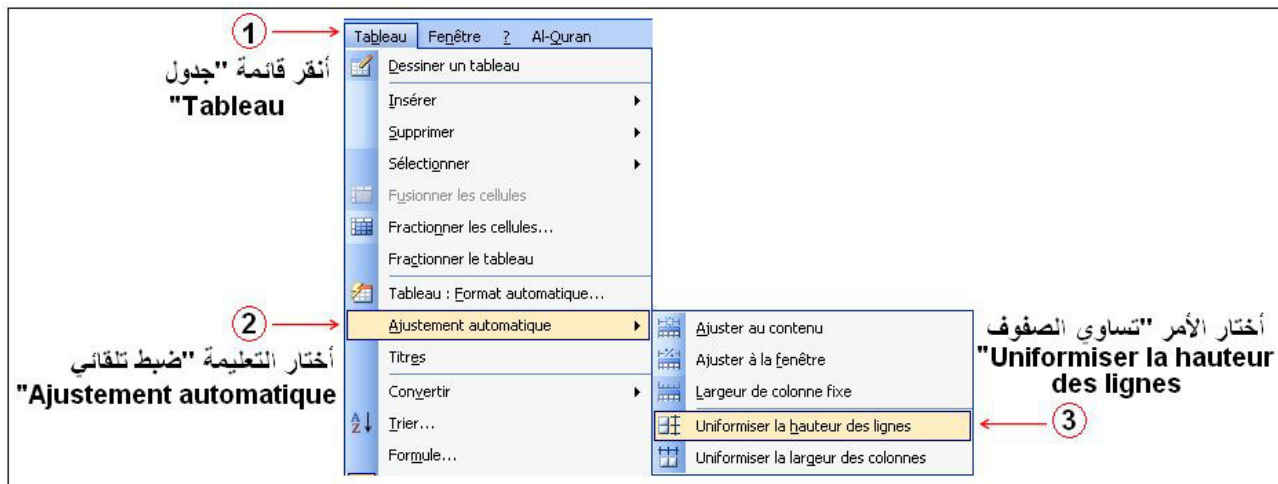 1
أنقر قائمة "جدول
Tableau"
Tableau Fenêtre ? Al-Quran
Dessiner un tableau
Insérer
Supprimer
Sélectionner
Fusionner les cellules
Fractionner les cellules...
Fractionner le tableau
Tableau : Format automatique...
2
أختار التعليمة "ضبط تلقائي
Ajustement automatique"
Ajustement automatique
Titres
Convertir
Trier...
Formule...
Ajuster au contenu
Ajuster à la fenêtre
Largeur de colonne fixe
Uniformiser la hauteur des lignes
Uniformiser la largeur des colonnes
أختار الأمر "تساوي الصفوف
Uniformiser la hauteur"
des lignes
3